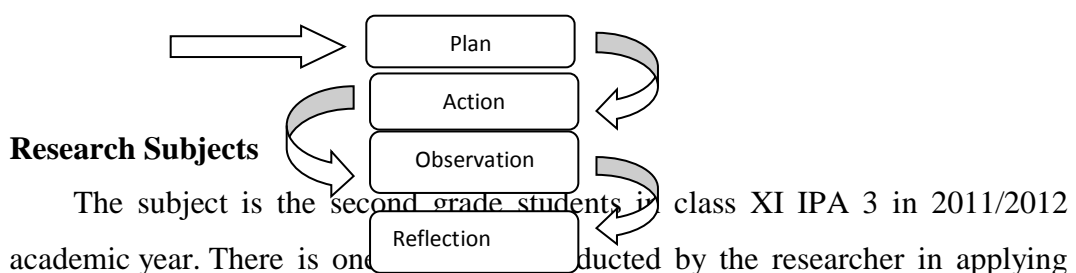 Plan
Action
Research Subjects
Observation
The subject is the second grade students in class XI IPA 3 in 2011/2012
Reflection
academic year. There is one ducted by the researcher in applying